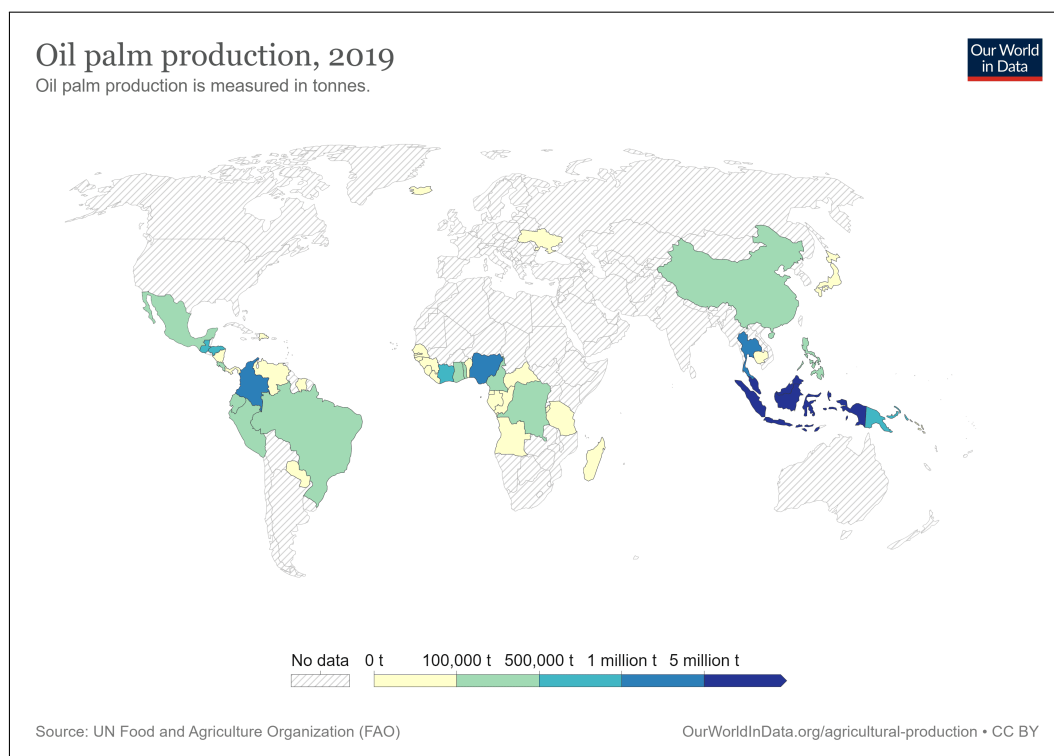 Oil palm production, 2019
Oil palm production is measured in tonnes.
Our World
in Data
No data 0 t 100,000 t 500,000 t 1 million t 5 million t
Source: UN Food and Agriculture Organization (FAO) OurWorldInData.org/agricultural-production • CC BY